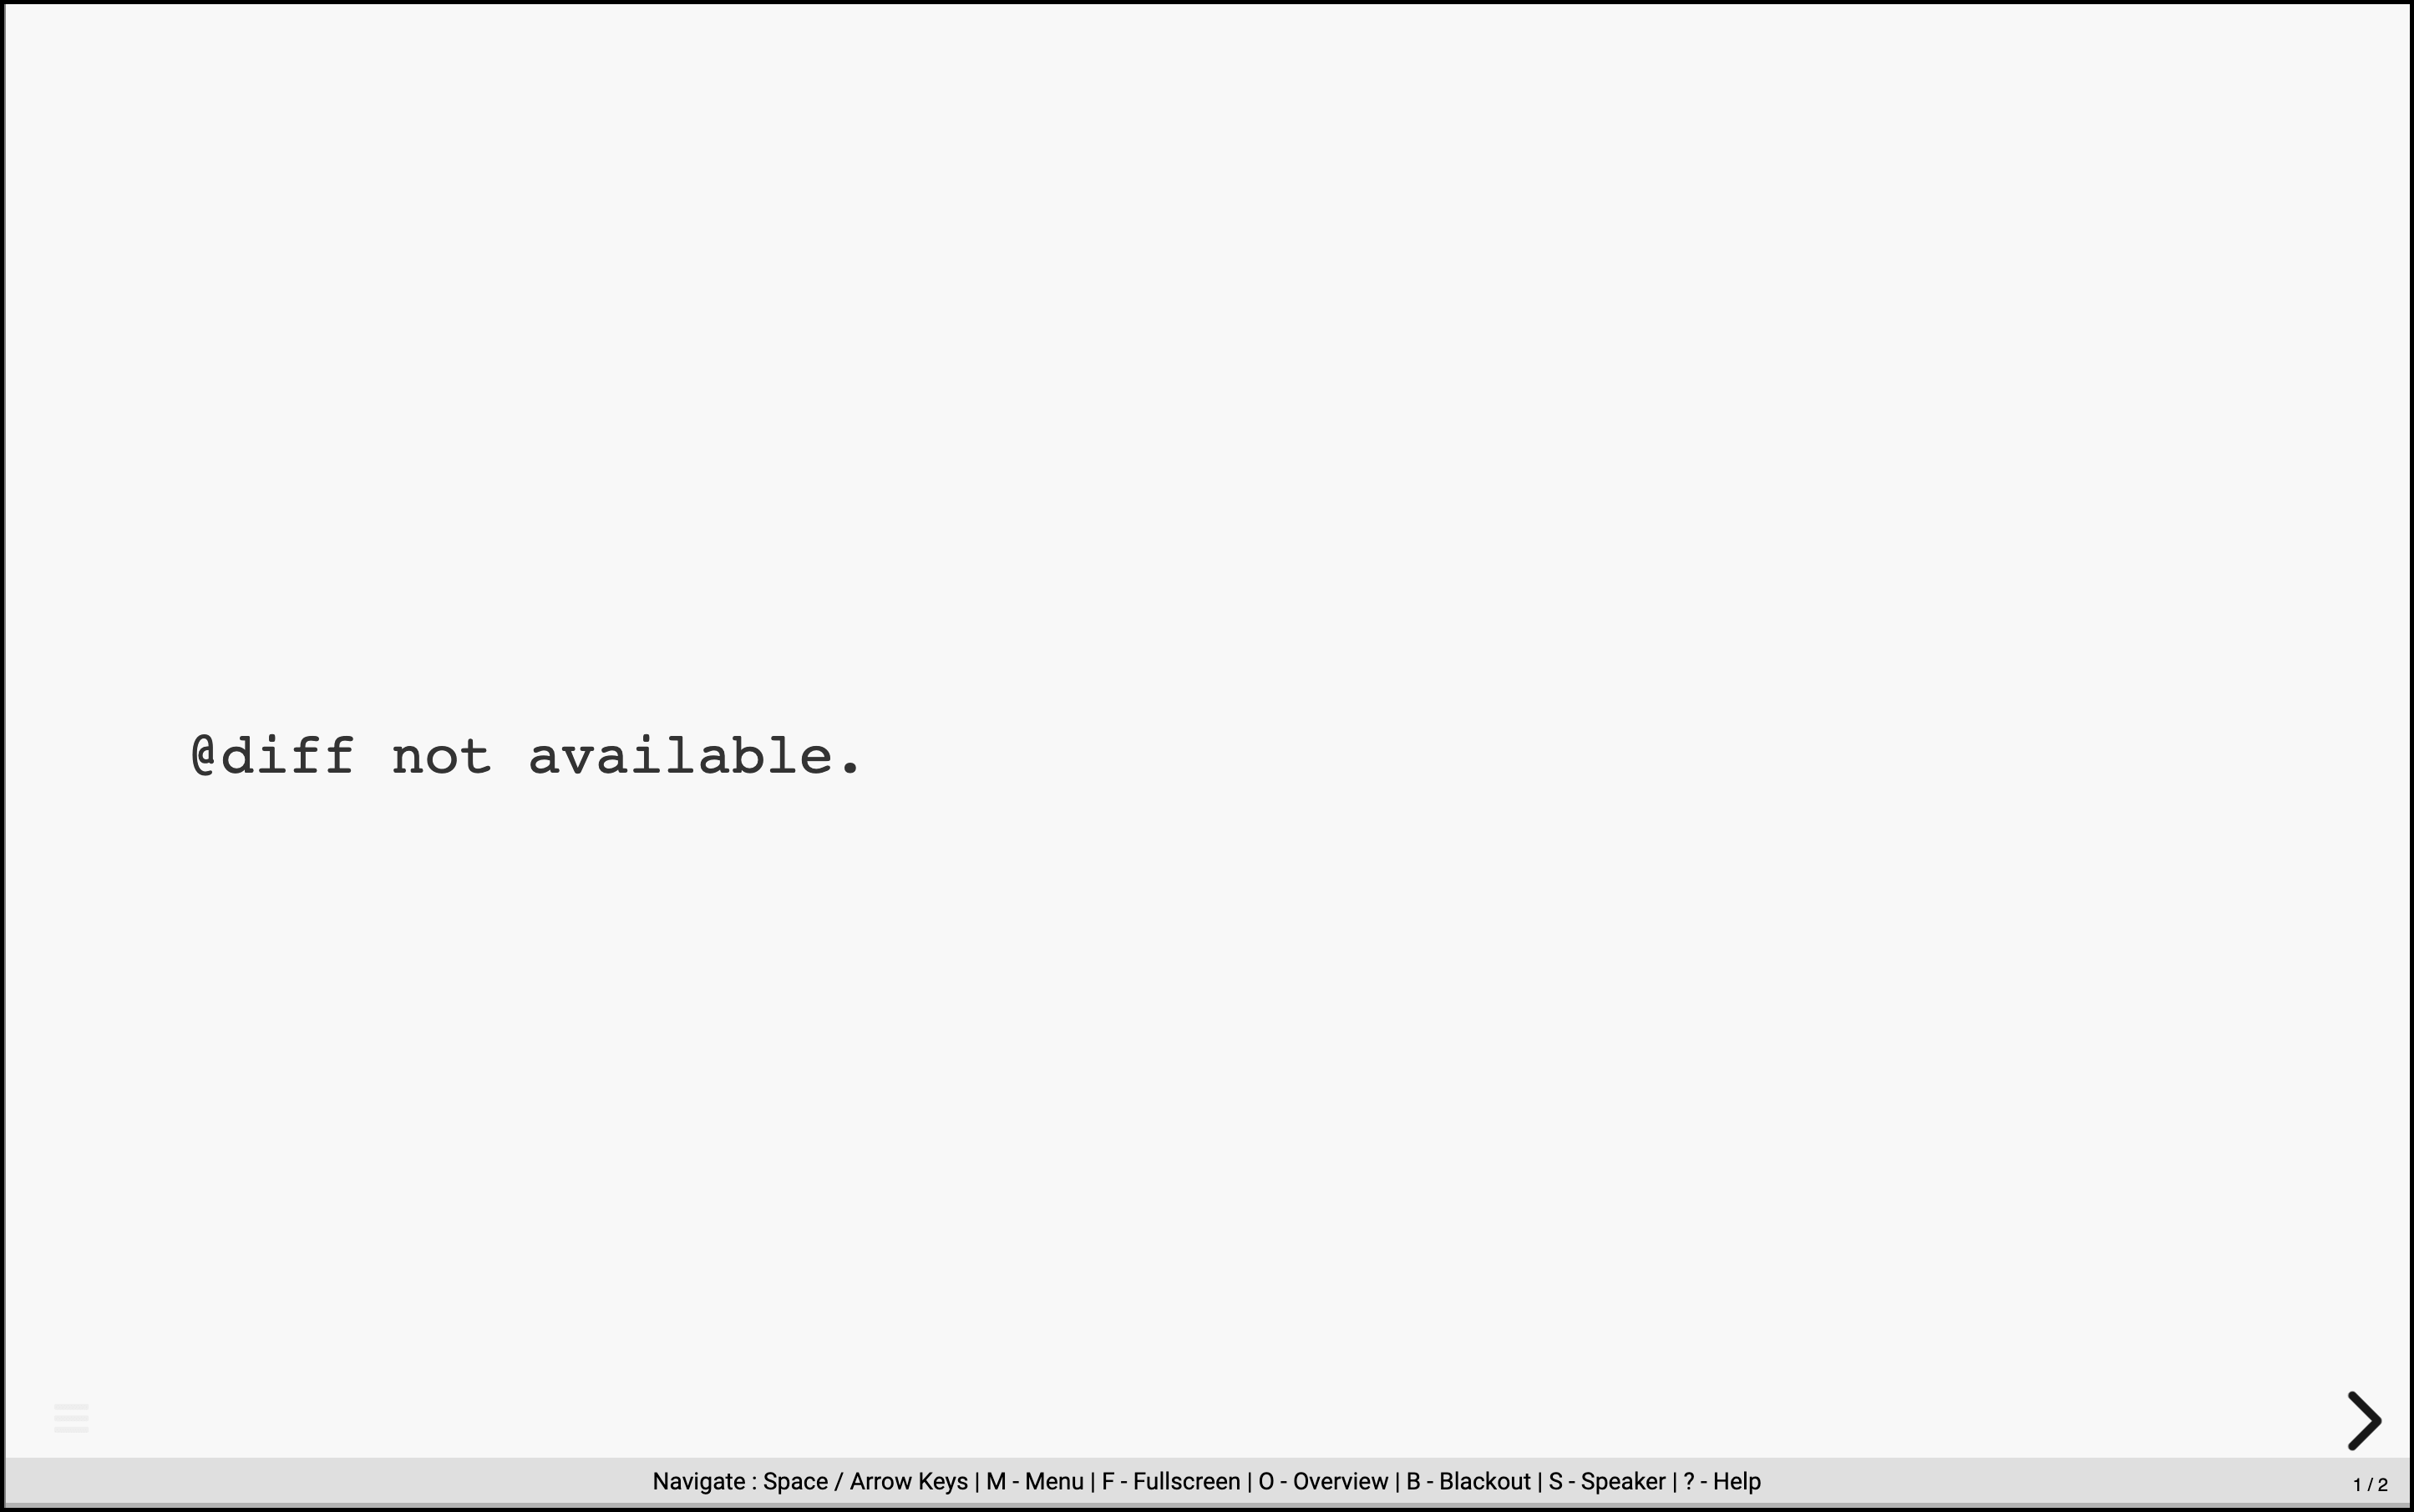 @diff not available.
Navigate : Space / Arrow Keys | M - Menu | F - Fullscreen | O - Overview | B - Blackout | S - Speaker | ? - Help
1 / 2